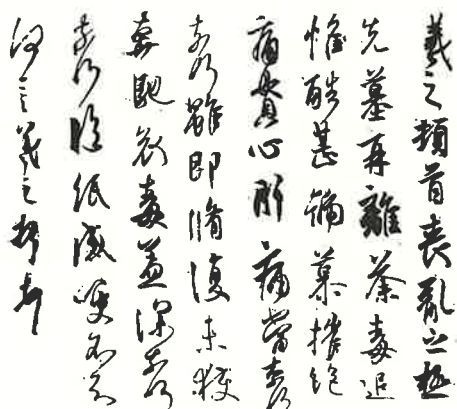 羲之頓首喪亂之極
先墓再離荼毒追
惟酷甚號慕摧絕
痛貫心肝痛當奈何
奈何雖即脩復未獲
奔馳哀毒益深奈何
奈何臨紙感哽不知
何言羲之頓首